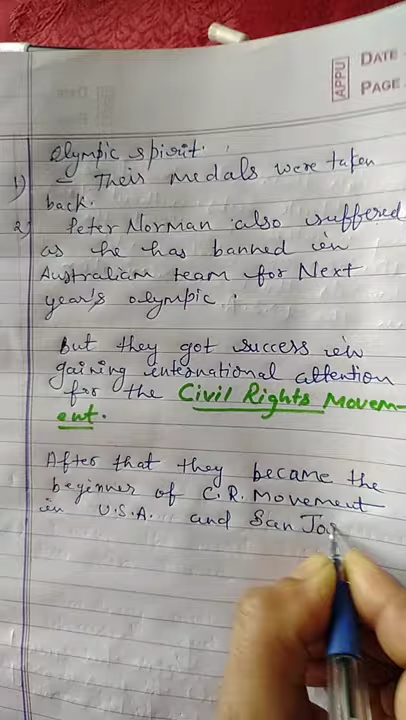 APPU
DATE
PAGE
Olympic spirit.
1) – Their medals were taken
back.
2) Peter Norman also suffered
as he has banned in
Australian team for Next
year's olympic.
But they got success in
gaining international attention
for the Civil Rights Movem-
ent.
After that they became the
beginner of C.R. Movement
in U.S.A. and San Jos